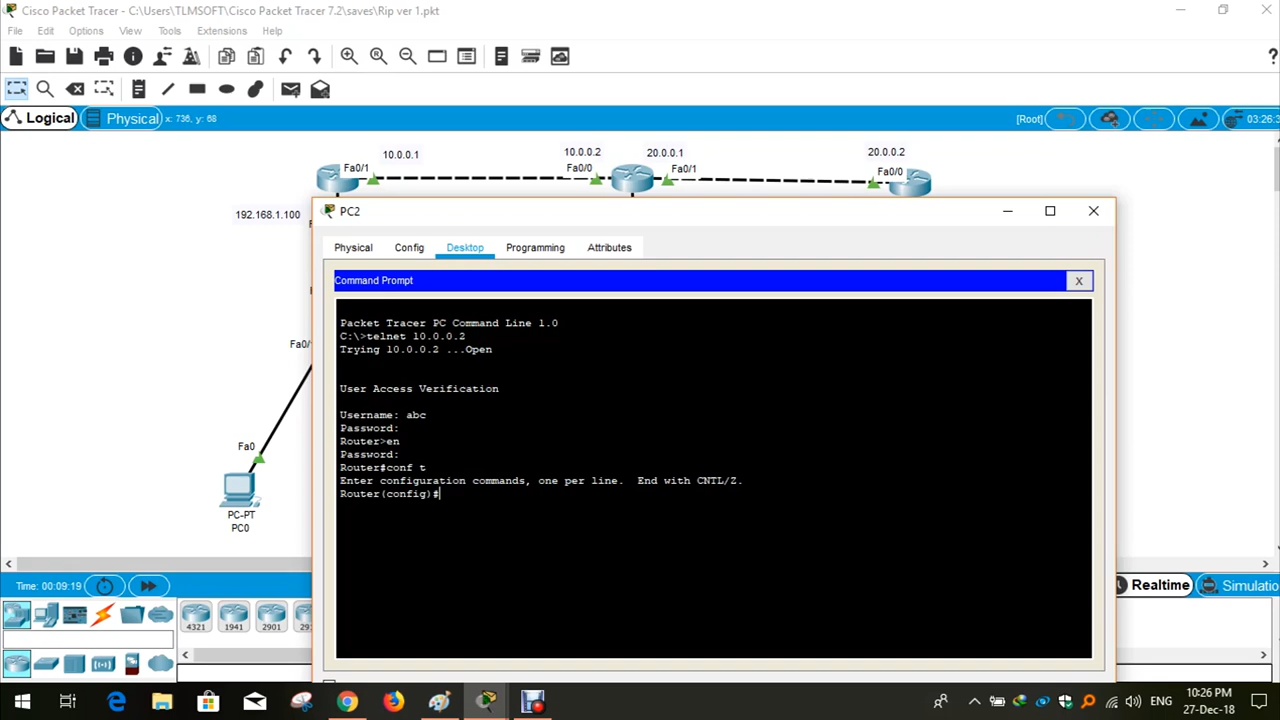 Cisco Packet Tracer - C:\Users\TLMSOFT\Cisco Packet Tracer 7.2\saves\Rip ver 1.pkt
File Edit Options View Tools Extensions Help
?
Logical Physical x: 736, y: 68 [Root] 03:26:3
10.0.0.1 10.0.0.2 20.0.0.1 20.0.0.2
Fa0/1 Fa0/0 Fa0/1 Fa0/0
192.168.1.100
PC2
Physical Config Desktop Programming Attributes
Command Prompt X
Packet Tracer PC Command Line 1.0
C:\>telnet 10.0.0.2
Trying 10.0.0.2 ...Open
User Access Verification
Username: abc
Password:
Router>en
Password:
Router#conf t
Enter configuration commands, one per line.  End with CNTL/Z.
Router(config)#
Fa0/
Fa0
PC-PT
PC0
Time: 00:09:19 Realtime Simulatio
4321 1941 2901 29
ENG 10:26 PM
27-Dec-18